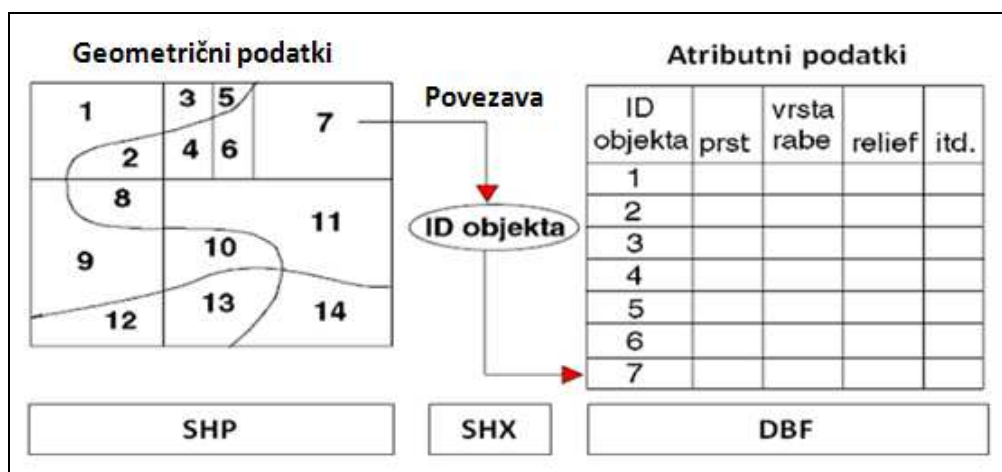 Geometrični podatki
1
3
5
7
2
4
6
8
11
9
10
12
13
14
SHP
Povezava
ID objekta
SHX
Atributni podatki
ID objekta
prst
vrsta rabe
relief
itd.
1
2
3
4
5
6
7
DBF